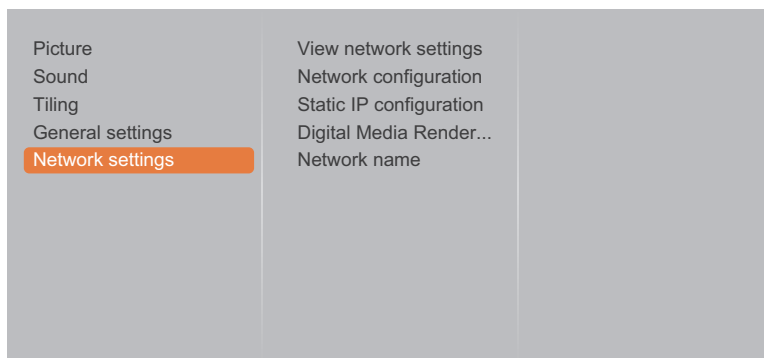 Picture
Sound
Tiling
General settings
Network settings
View network settings
Network configuration
Static IP configuration
Digital Media Render...
Network name